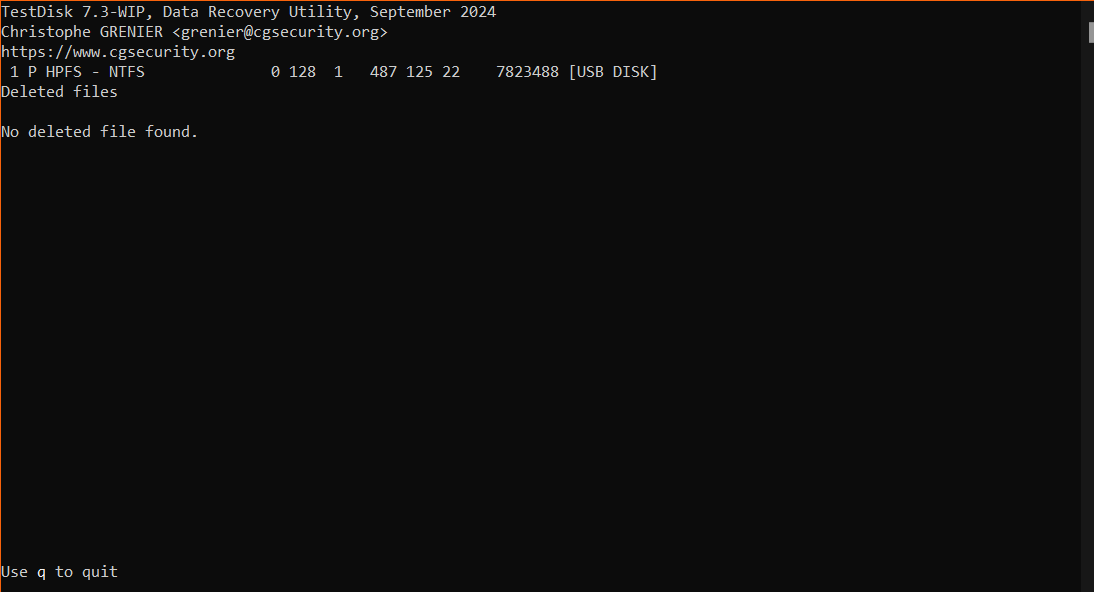 TestDisk 7.3-WIP, Data Recovery Utility, September 2024
Christophe GRENIER <grenier@cgsecurity.org>
https://www.cgsecurity.org
 1 P HPFS - NTFS              0 128  1   487 125 22    7823488 [USB DISK]
Deleted files
No deleted file found.
Use q to quit